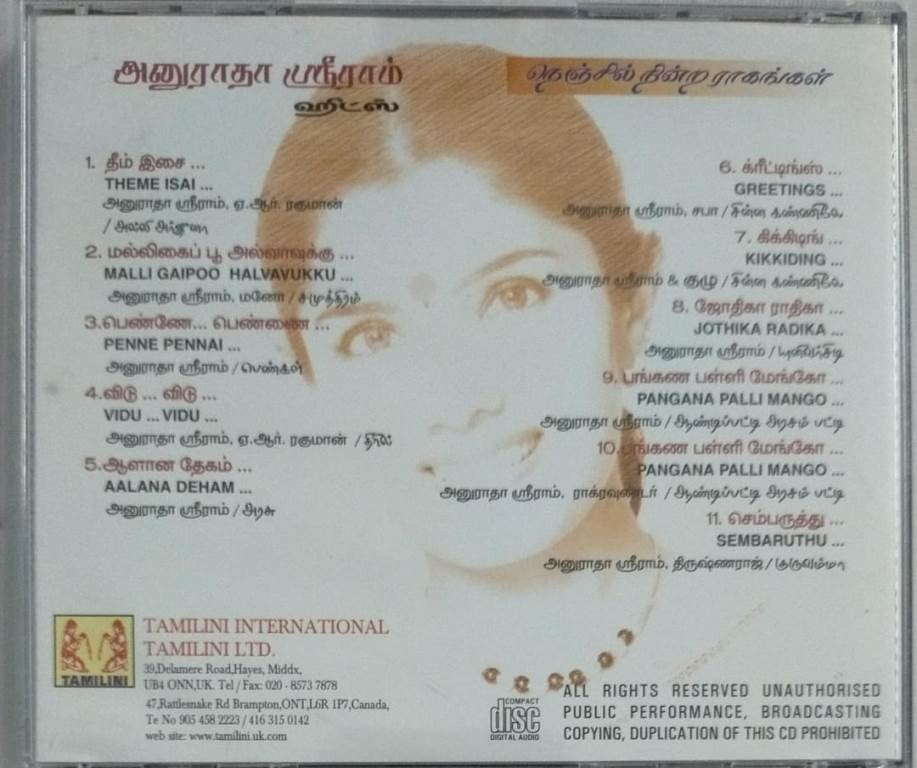 அனுராதா ஸ்ரீராம்
ஹிட்ஸ்
நெஞ்சில் நின்ற ராகங்கள்
1. தீம் இசை ...
THEME ISAI ...
அனுராதா ஸ்ரீராம், ஏ.ஆர். ரகுமான்
/ அல்லி அர்ஜுனா
2. மல்லிகைப் பூ அல்வாவுக்கு ...
MALLI GAIPOO HALVAVUKKU ...
அனுராதா ஸ்ரீராம், மனோ / சமுத்திரம்
3.பெண்ணே... பெண்ணை ...
PENNE PENNAI ...
அனுராதா ஸ்ரீராம் / பெண்கள்
4.விடு ... விடு ...
VIDU ... VIDU ...
அனுராதா ஸ்ரீராம், ஏ.ஆர். ரகுமான் /
5.ஆளான தேகம் ...
AALANA DEHAM ...
அனுராதா ஸ்ரீராம் / அரசு
6. க்ரீட்டிங்ஸ் ...
GREETINGS ...
அனுராதா ஸ்ரீராம், சபா / சின்ன கண்ணிலே
7. கிக்கிடிங் ...
KIKKIDING ...
அனுராதா ஸ்ரீராம் & குழு / சின்ன கண்ணிலே
8. ஜோதிகா ராதிகா ...
JOTHIKA RADIKA ...
அனுராதா ஸ்ரீராம் / யுனிவர்சிடி
9. பங்கண பள்ளி மேங்கோ ...
PANGANA PALLI MANGO ...
அனுராதா ஸ்ரீராம் / ஆண்டிப்பட்டி அரசம் பட்டி
10.பங்கண பள்ளி மேங்கோ ...
PANGANA PALLI MANGO ...
அனுராதா ஸ்ரீராம், / ஆண்டிப்பட்டி அரசம் பட்டி
11. செம்பருத்து ...
SEMBARUTHU ...
அனுராதா ஸ்ரீராம், திருஷ்ணராஜ் / குருவம்மா
TAMILINI
TAMILINI INTERNATIONAL
TAMILINI LTD.
39,Delamere Road,Hayes, Middx,
UB4 ONN,UK. Tel / Fax: 020 - 8573 7878
47,Rattlesnake Rd Brampton,ONT,L6R 1P7,Canada,
Te No 905 458 2223 / 416 315 0142
web site: www.tamilini.uk.com
COMPACT
disc
DIGITAL AUDIO
ALL RIGHTS RESERVED UNAUTHORISED
PUBLIC PERFORMANCE, BROADCASTING
COPYING, DUPLICATION OF THIS CD PROHIBITED